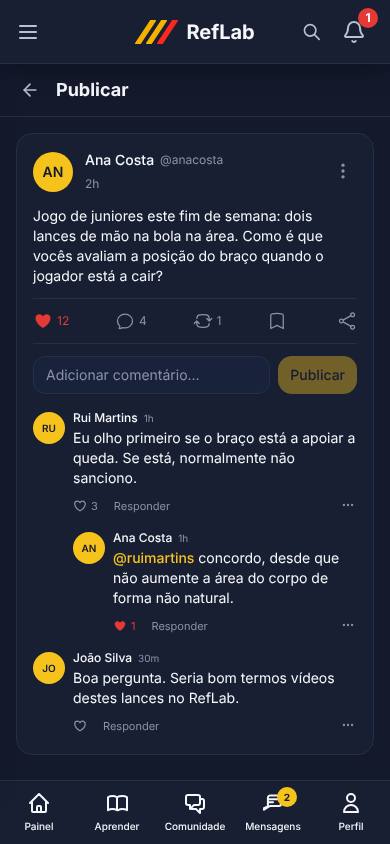 RefLab
1
Publicar
AN
Ana Costa @anacosta
2h
Jogo de juniores este fim de semana: dois
lances de mão na bola na área. Como é que
vocês avaliam a posição do braço quando o
jogador está a cair?
12 4 1
Adicionar comentário...
Publicar
RU
Rui Martins 1h
Eu olho primeiro se o braço está a apoiar a
queda. Se está, normalmente não
sanciono.
3 Responder
AN
Ana Costa 1h
@ruimartins concordo, desde que
não aumente a área do corpo de
forma não natural.
1 Responder
JO
João Silva 30m
Boa pergunta. Seria bom termos vídeos
destes lances no RefLab.
Responder
2
Painel Aprender Comunidade Mensagens Perfil